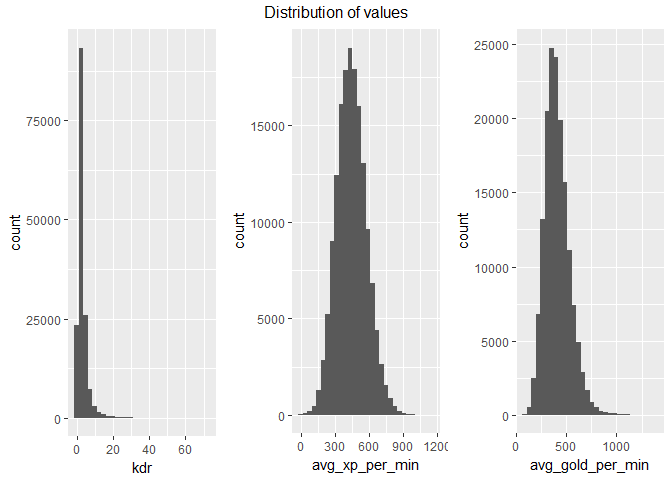 Distribution of values
count
75000
50000
25000
0
0 20 40 60
kdr
count
15000
10000
5000
0
0 300 600 900 1200
avg_xp_per_min
count
25000
20000
15000
10000
5000
0
0 500 1000
avg_gold_per_min